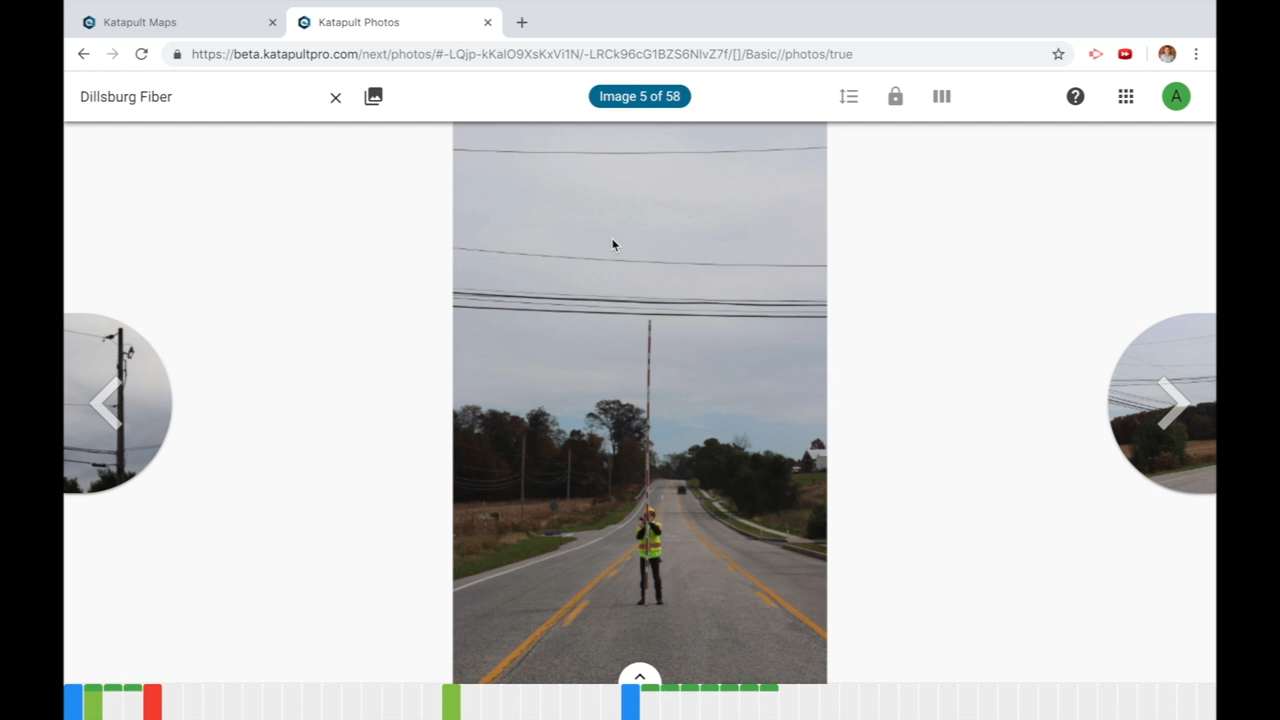 Katapult Maps
Katapult Photos
https://beta.katapultpro.com/next/photos/#-LQjp-kKaIO9XsKxVi1N/-LRCk96cG1BZS6NlvZ7f/[]/Basic//photos/true
Dillsburg Fiber
Image 5 of 58
A